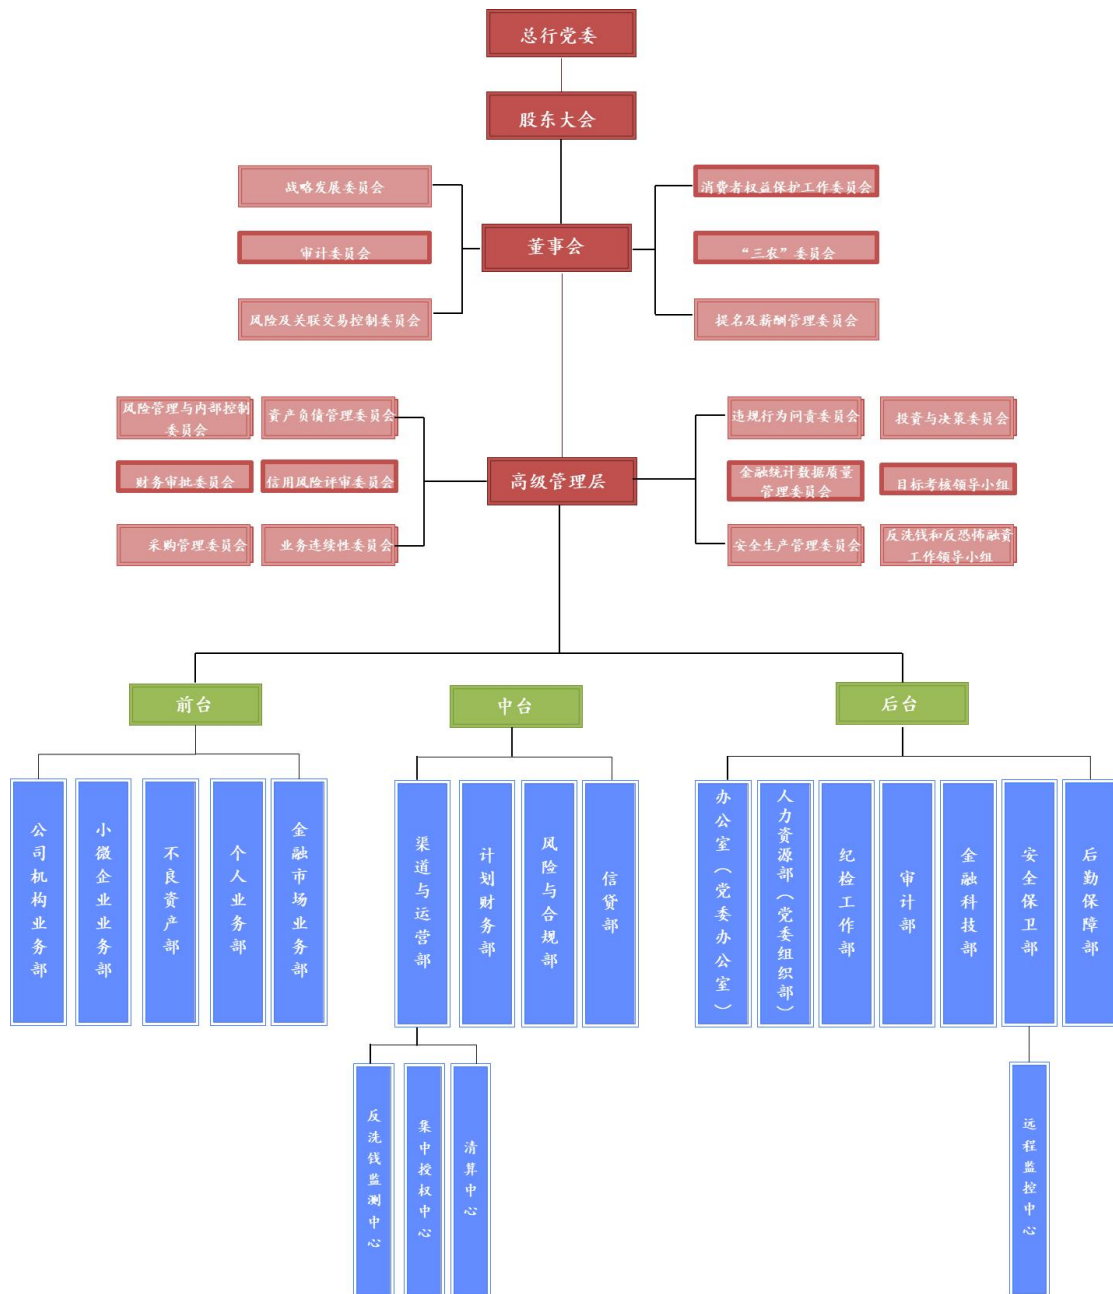 总行党委
股东大会
战略发展委员会
消费者权益保护工作委员会
董事会
审计委员会
“三农”委员会
风险及关联交易控制委员会
提名及薪酬管理委员会
风险管理与内部控制
委员会
资产负债管理委员会
违规行为问责委员会
投资与决策委员会
财务审批委员会
信用风险评审委员会
高级管理层
金融统计数据质量
管理委员会
目标考核领导小组
采购管理委员会
业务连续性委员会
安全生产管理委员会
反洗钱和反恐怖融资
工作领导小组
前台
中台
后台
公司机构业务部
小微企业业务部
不良资产部
个人业务部
金融市场业务部
渠道与运营部
计划财务部
风险与合规部
信贷部
办公室（党委办公室）
人力资源部（党委组织部）
纪检工作部
审计部
金融科技部
安全保卫部
后勤保障部
反洗钱监测中心
集中授权中心
清算中心
远程监控中心